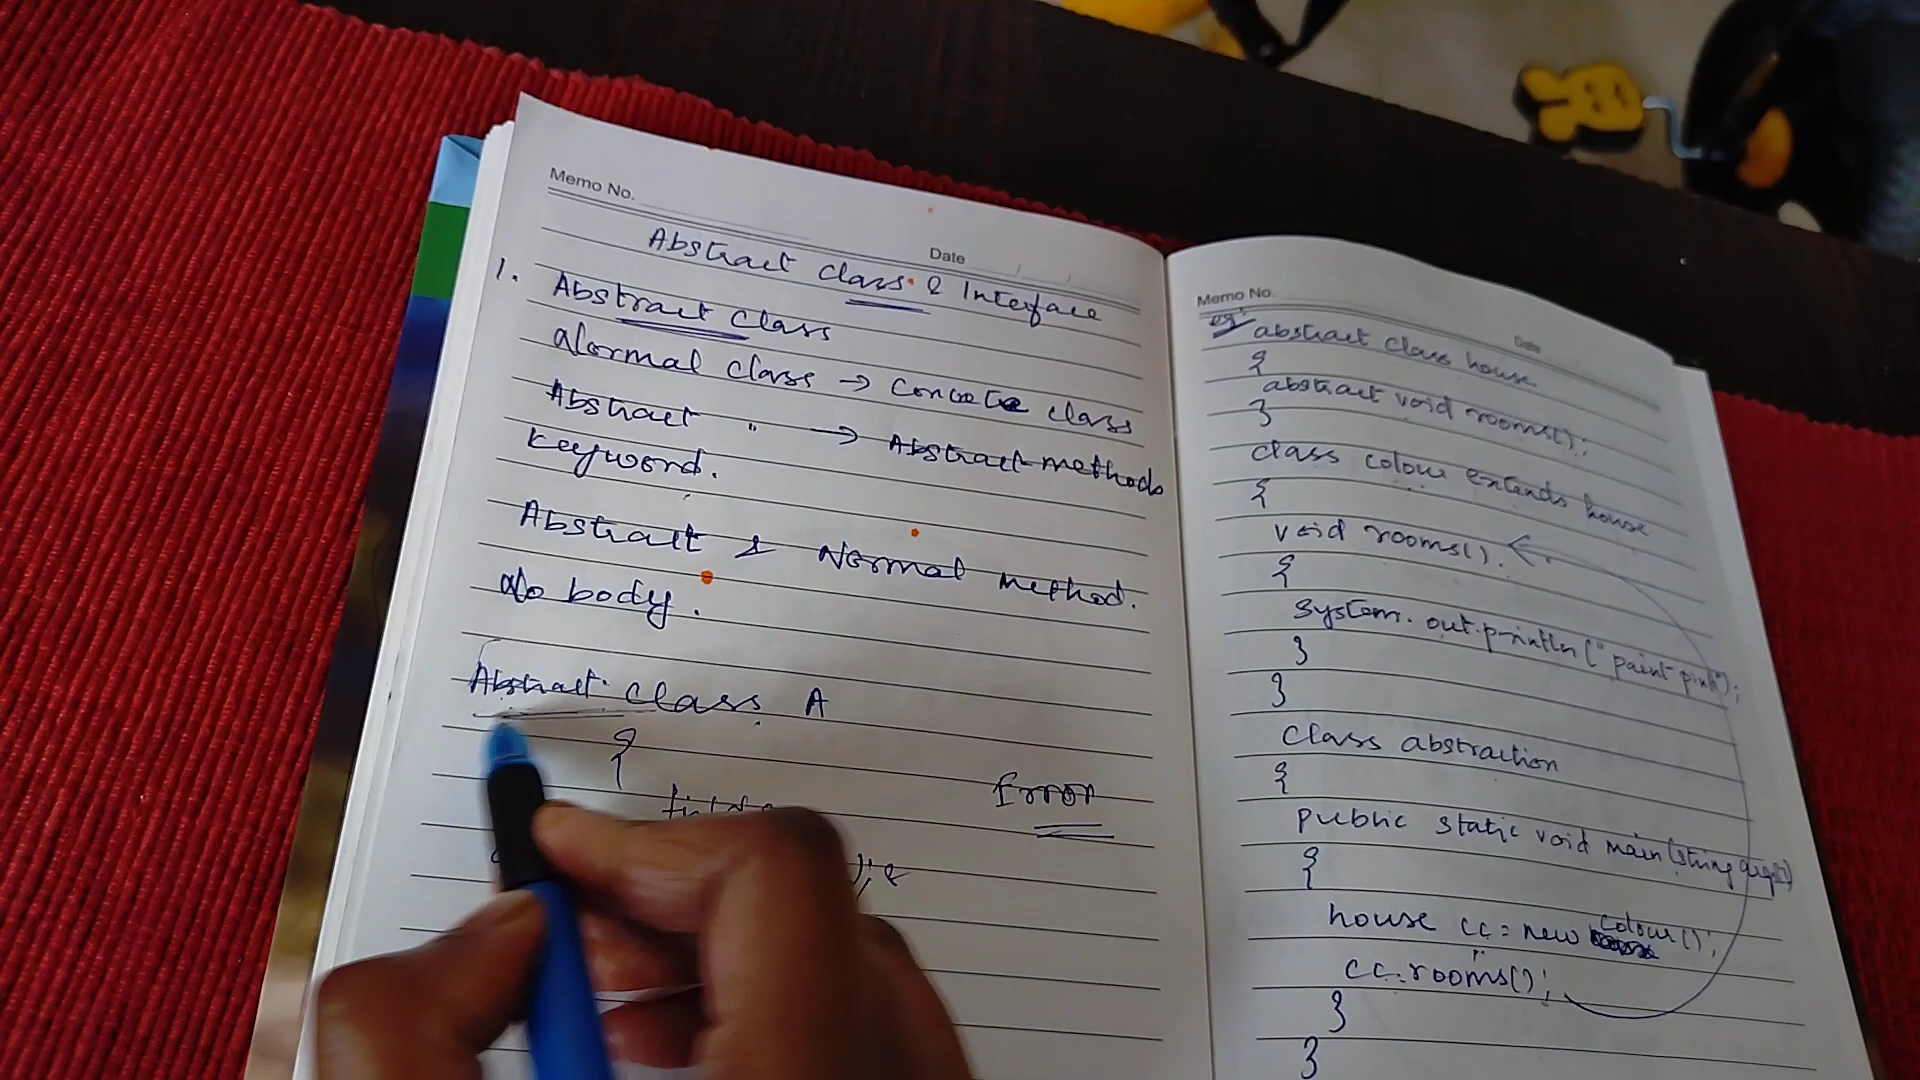 Memo No.
Date
Abstract class & Interface
1. Abstract class
Normal class → Concrete class
Abstract " → Abstract methods
keyword.
Abstract & Normal method.
No body.
Abstract class A
{
Error
Memo No.
Date
eg:
abstract class house
{
abstract void rooms();
}
class colour extends house
{
void rooms().
{
System.out.println("paint pink");
}
}
class abstraction
{
public static void main(string args[])
{
house cc = new colour();
cc.rooms();
}
}